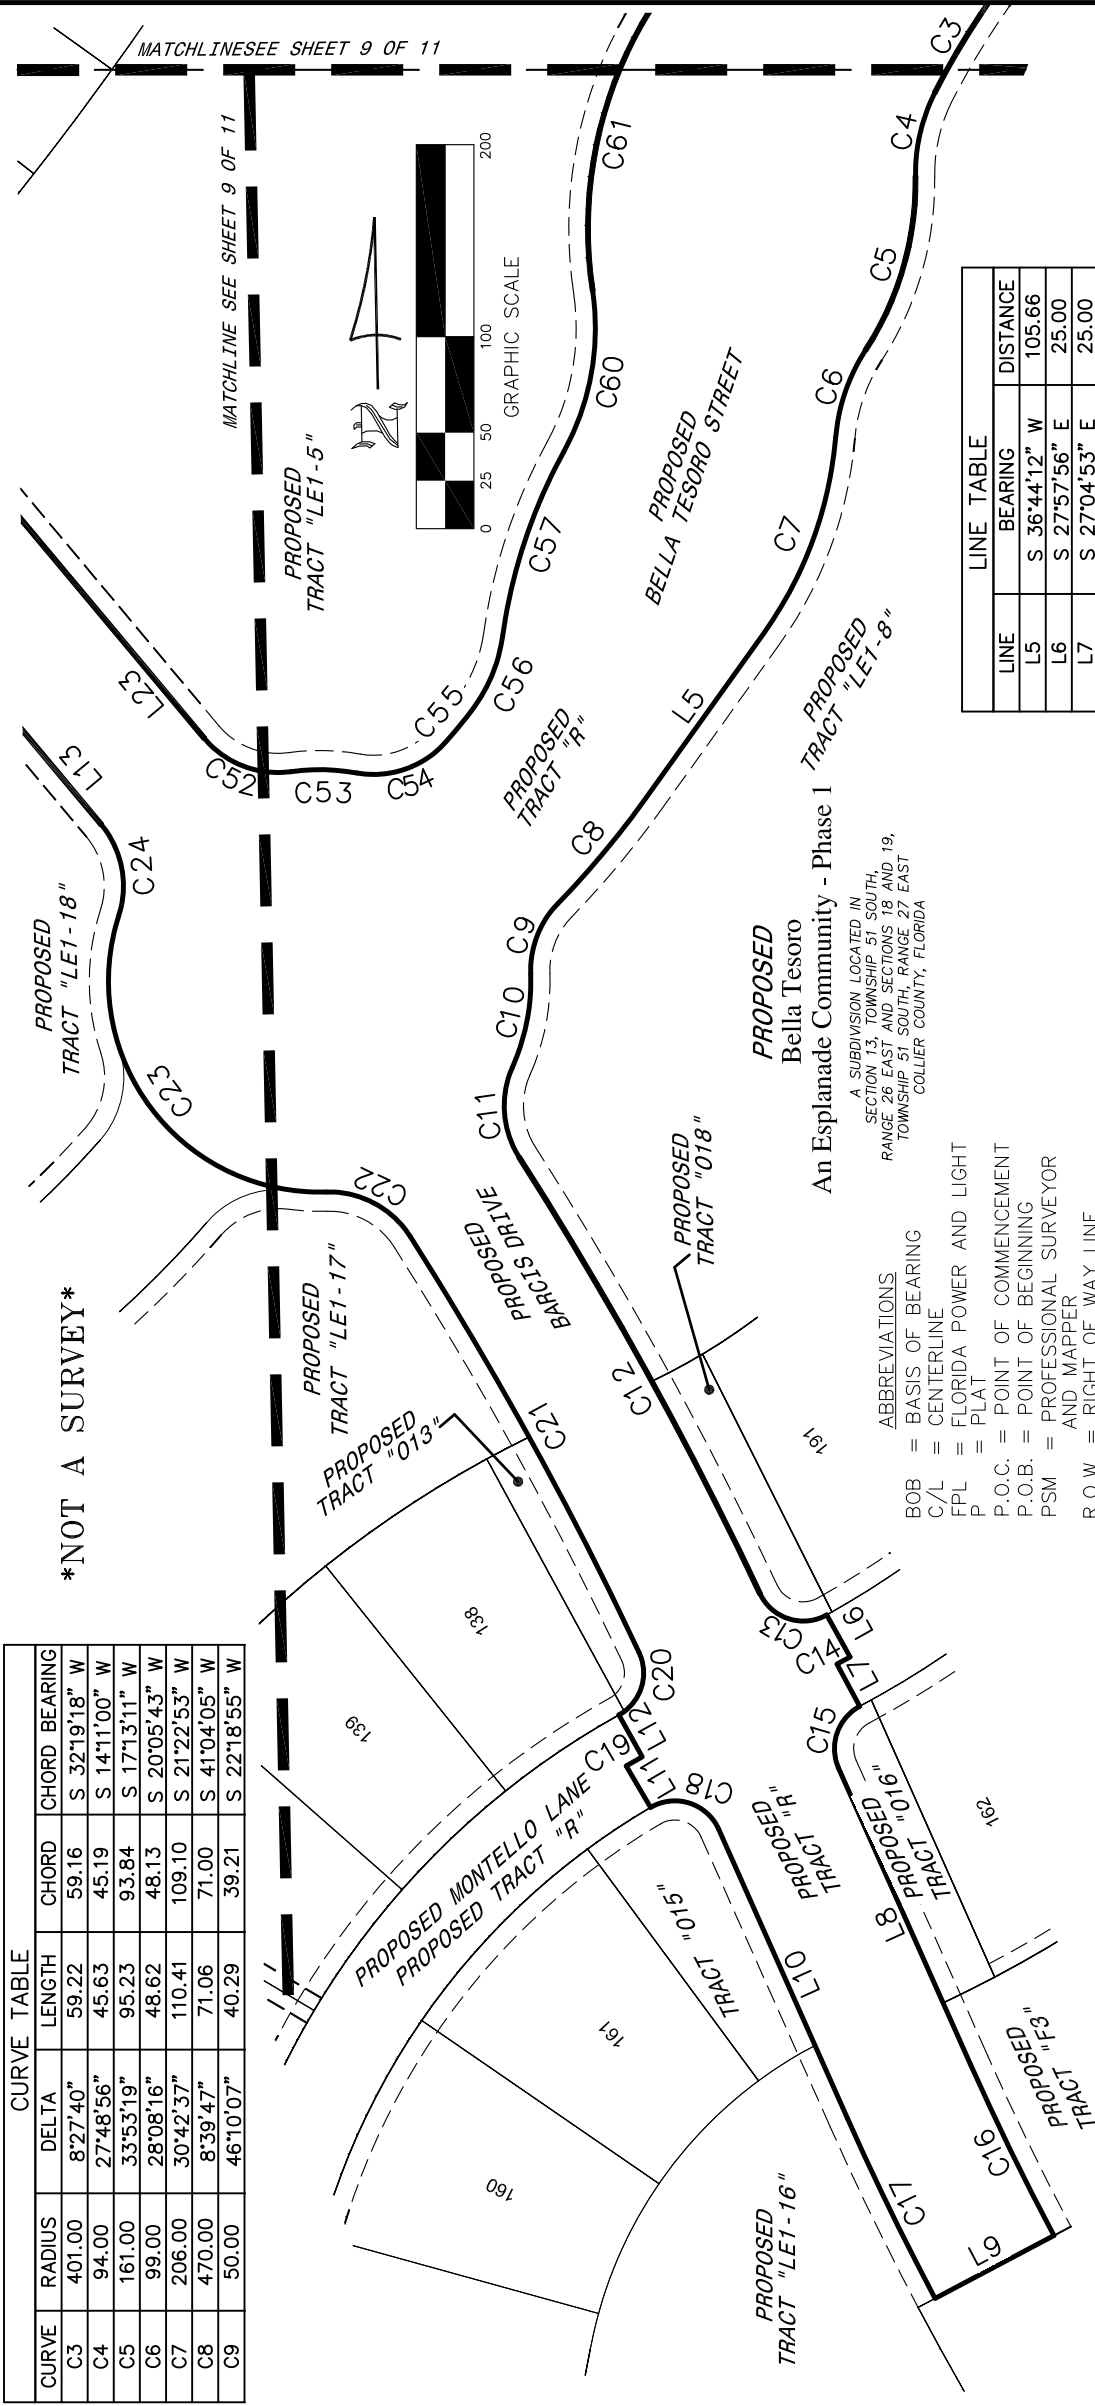 CURVE TABLE
CURVE RADIUS DELTA LENGTH CHORD CHORD BEARING
C3 401.00 8°27'40" 59.22 59.16 S 32°19'18" W
C4 94.00 27°48'56" 45.63 45.19 S 14°11'00" W
C5 161.00 33°53'19" 95.23 93.84 S 17°13'11" W
C6 99.00 28°08'16" 48.62 48.13 S 20°05'43" W
C7 206.00 30°42'37" 110.41 109.10 S 21°22'53" W
C8 470.00 8°39'47" 71.06 71.00 S 41°04'05" W
C9 50.00 46°10'07" 40.29 39.21 S 22°18'55" W
*NOT A SURVEY*
MATCHLINESEE SHEET 9 OF 11
MATCHLINE SEE SHEET 9 OF 11
PROPOSED
TRACT "LE1-18"
L13
L23
C24
C23
C22
C52
C53
C54
C55
C56
C57
C60
C61
PROPOSED
TRACT "LE1-5"
N
0 25 50 100 200
GRAPHIC SCALE
PROPOSED
BELLA TESORO STREET
C3
C4
C5
C6
C7
L5
C8
C9
C10
C11
C12
PROPOSED
TRACT "R"
PROPOSED
TRACT "LE1-8"
PROPOSED
TRACT "LE1-17"
PROPOSED
BARCIS DRIVE
PROPOSED
TRACT "013"
C21
PROPOSED
TRACT "018"
138
139
191
C20
L12
C19
L11
C18
C13
C14
L6
L7
C15
PROPOSED MONTELLO LANE
PROPOSED TRACT "R"
TRACT "015"
PROPOSED
TRACT "R"
PROPOSED
TRACT "016"
160
161
162
L10
L8
C17
C16
L9
PROPOSED
TRACT "F3"
PROPOSED
TRACT "LE1-16"
PROPOSED
Bella Tesoro
An Esplanade Community - Phase 1
A SUBDIVISION LOCATED IN
SECTION 13, TOWNSHIP 51 SOUTH,
RANGE 26 EAST AND SECTIONS 18 AND 19,
TOWNSHIP 51 SOUTH, RANGE 27 EAST
COLLIER COUNTY, FLORIDA
ABBREVIATIONS
BOB = BASIS OF BEARING
C/L = CENTERLINE
FPL = FLORIDA POWER AND LIGHT
P = PLAT
P.O.C. = POINT OF COMMENCEMENT
P.O.B. = POINT OF BEGINNING
PSM = PROFESSIONAL SURVEYOR
AND MAPPER
R.O.W. = RIGHT OF WAY LINE
LINE TABLE
LINE BEARING DISTANCE
L5 S 36°44'12" W 105.66
L6 S 27°57'56" E 25.00
L7 S 27°04'53" E 25.00